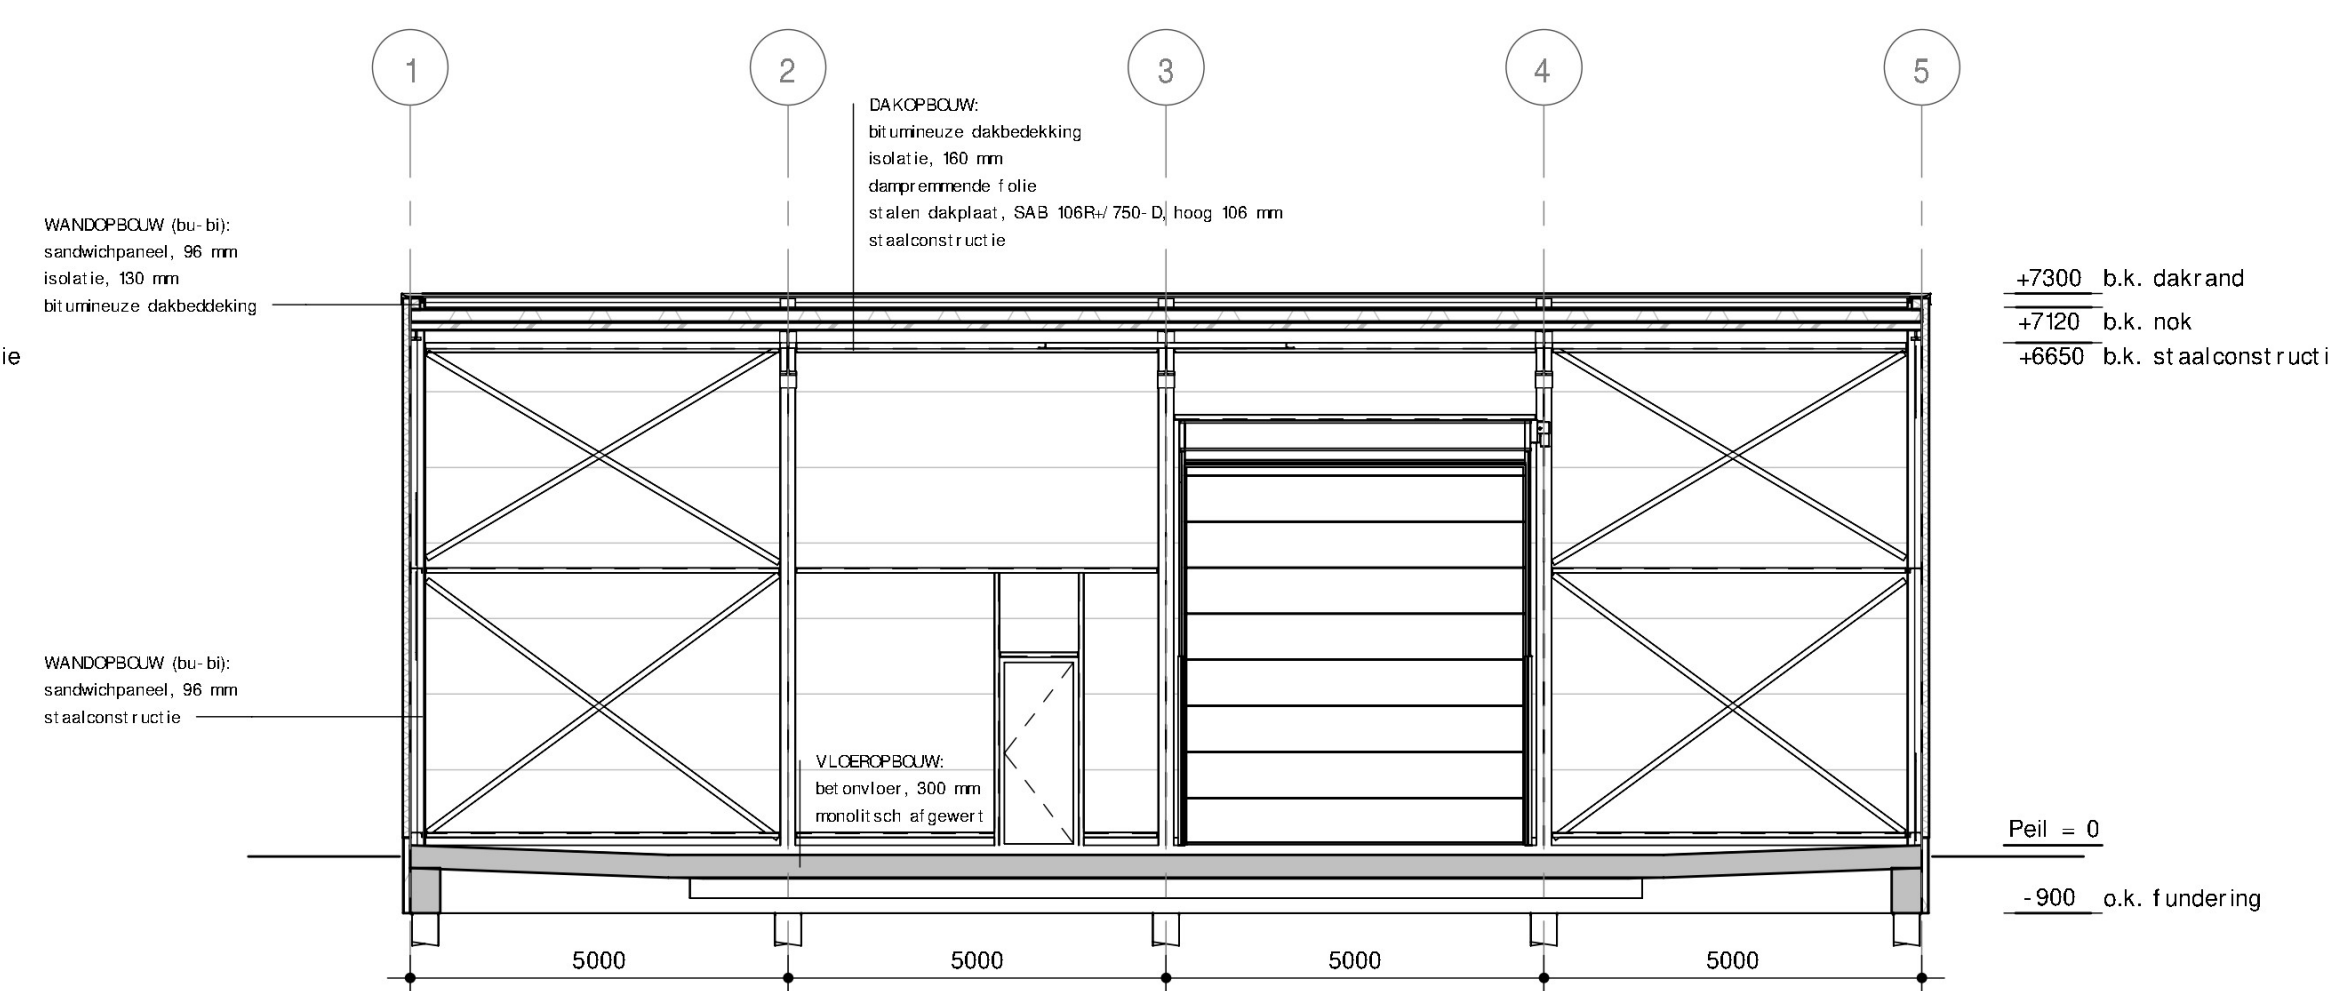 1 2 3 4 5
DAKOPBOUW:
bitumineuze dakbedekking
isolatie, 160 mm
dampremmende folie
stalen dakplaat, SAB 106R+/750-D, hoog 106 mm
staalconstructie
WANDOPBOUW (bu-bi):
sandwichpaneel, 96 mm
isolatie, 130 mm
bitumineuze dakbeddeking
ie
+7300 b.k. dakrand
+7120 b.k. nok
+6650 b.k. staalconstructi
WANDOPBOUW (bu-bi):
sandwichpaneel, 96 mm
staalconstructie
VLOEROPBOUW:
betonvloer, 300 mm
monolitsch afgewert
Peil = 0
-900 o.k. fundering
5000 5000 5000 5000